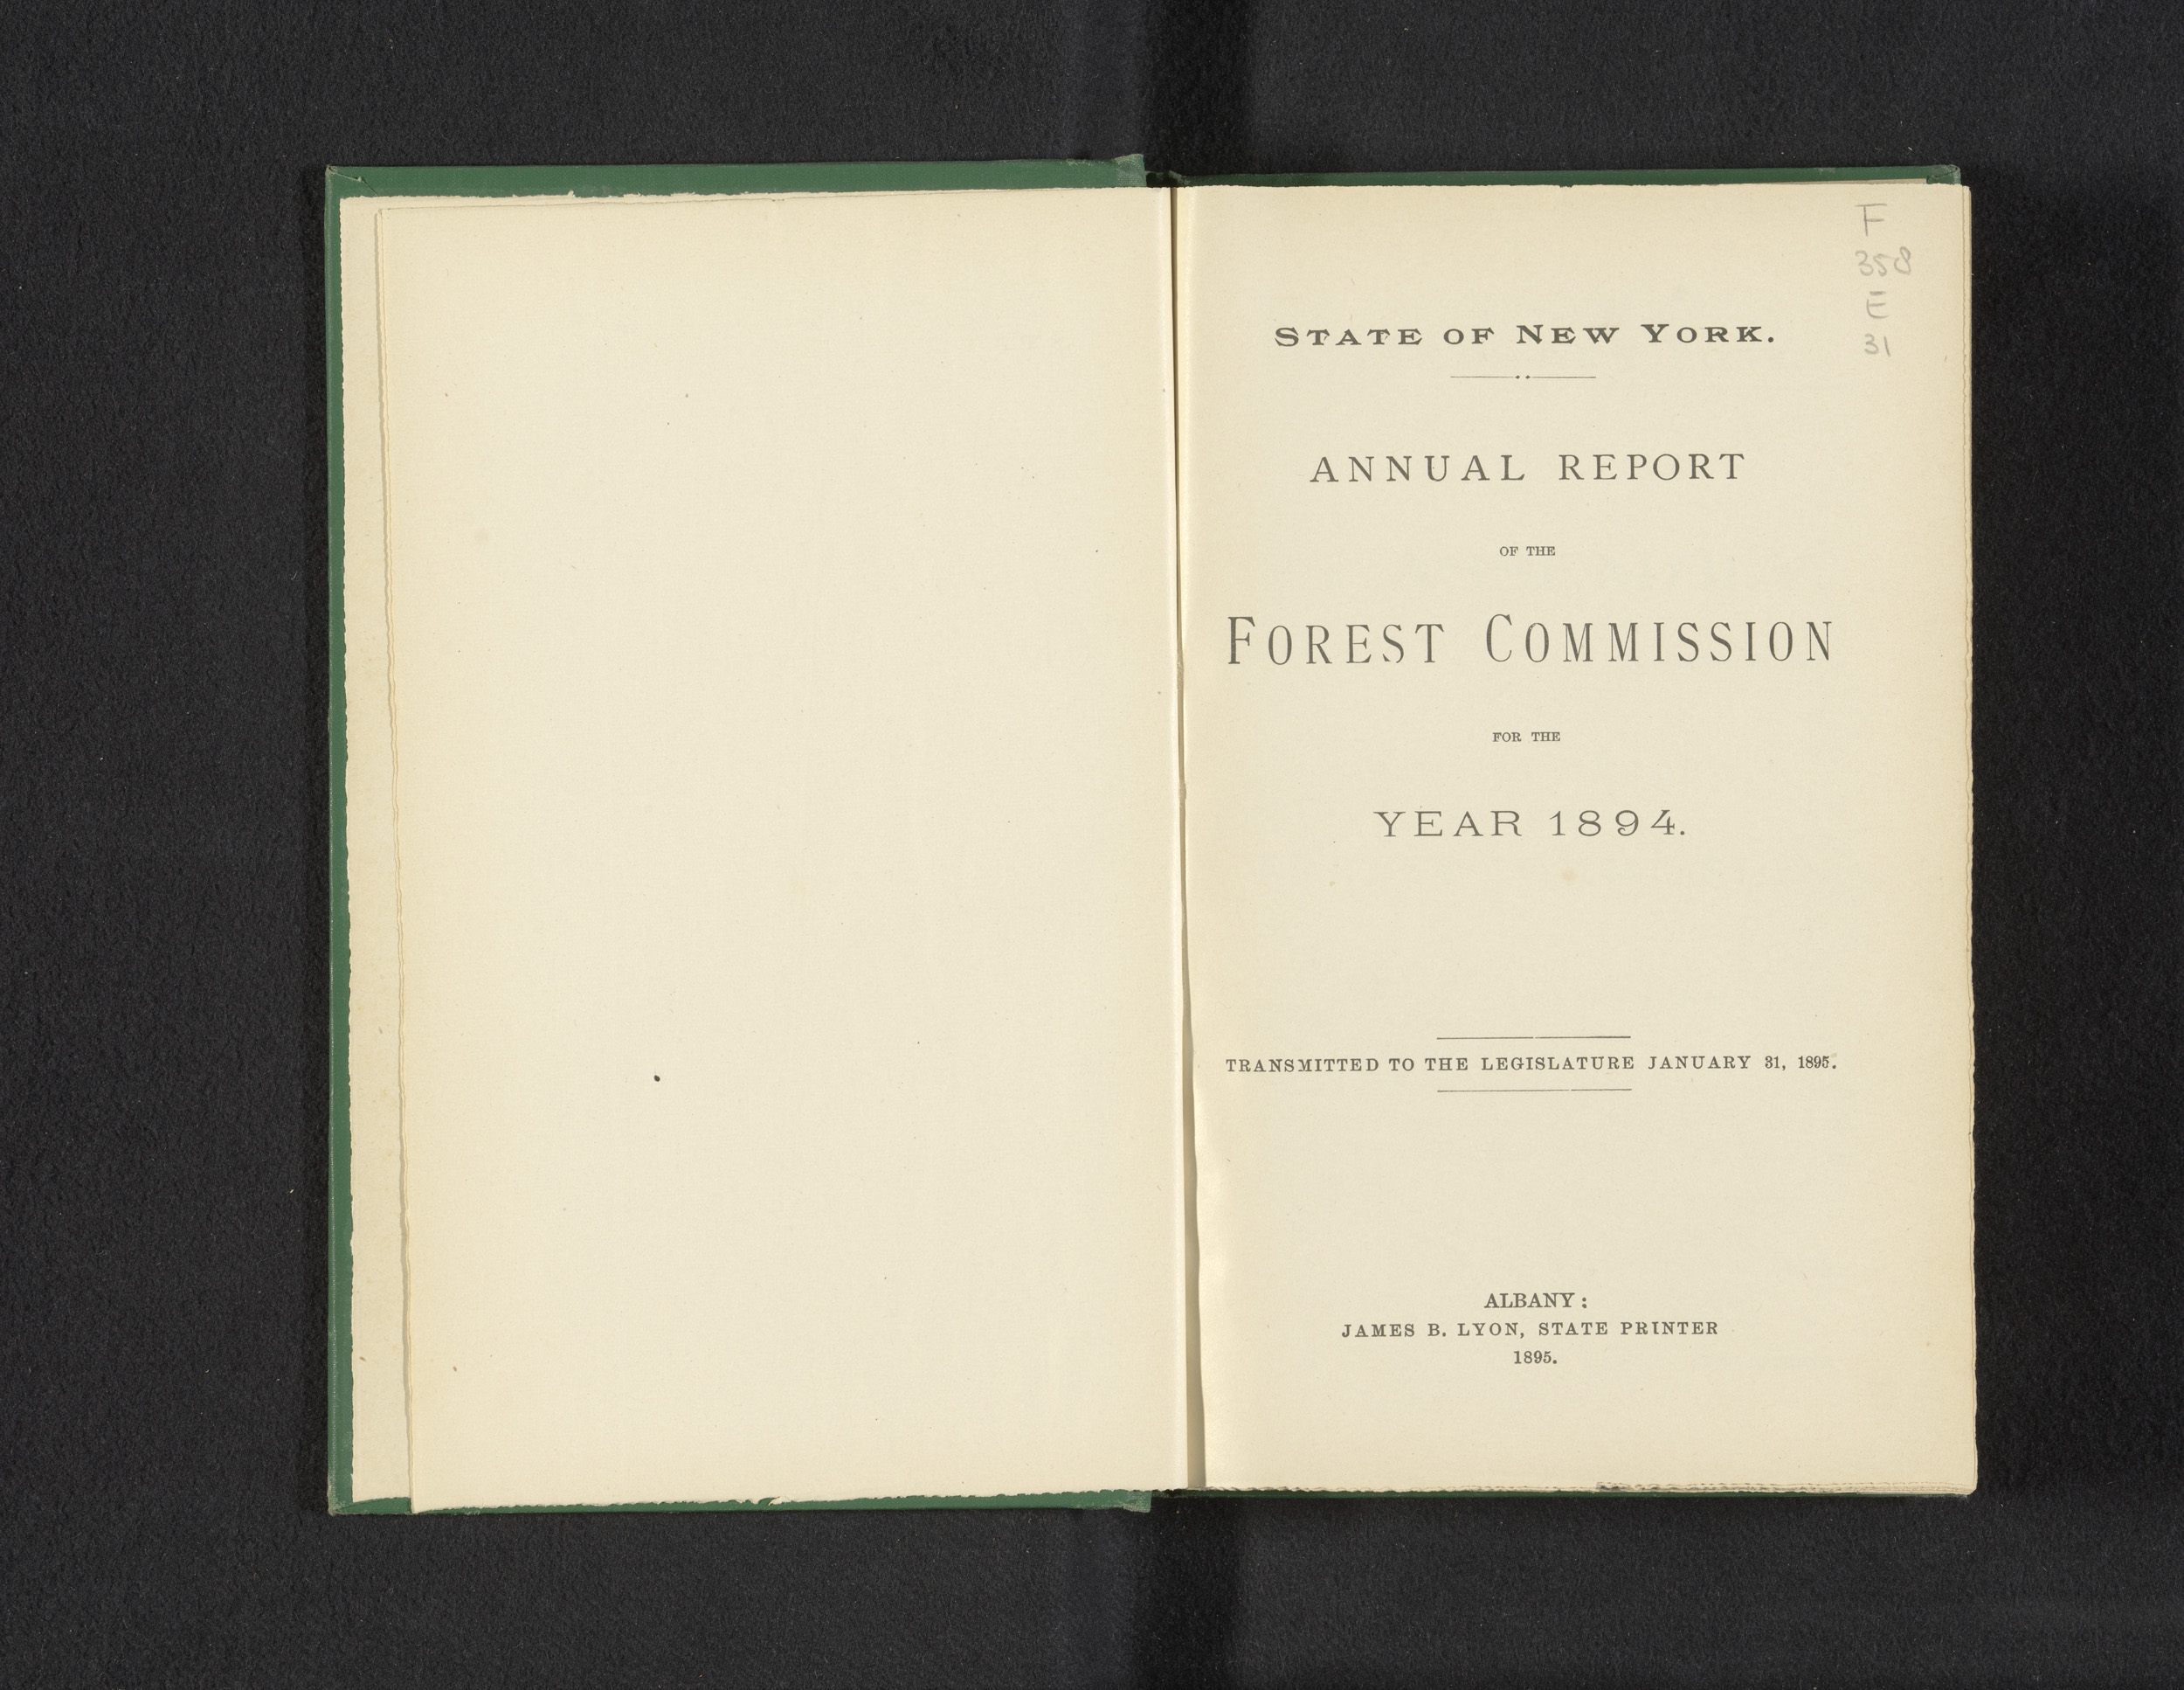 F
358
E
31
STATE OF NEW YORK.
ANNUAL REPORT
OF THE
FOREST COMMISSION
FOR THE
YEAR 1894.
TRANSMITTED TO THE LEGISLATURE JANUARY 31, 1895.
ALBANY:
JAMES B. LYON, STATE PRINTER
1895.